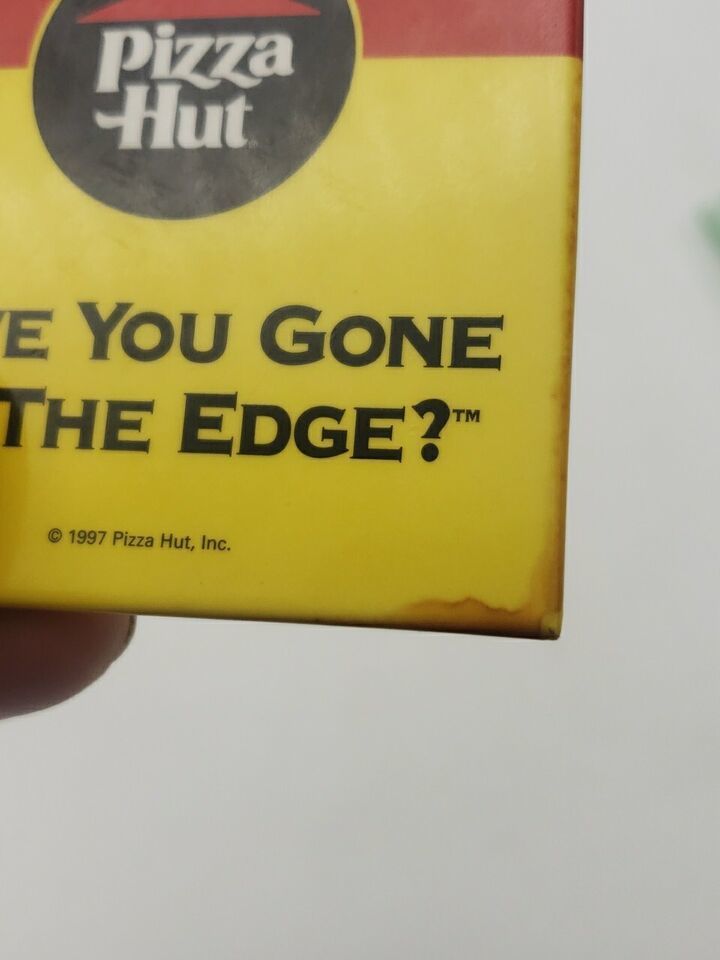 Pizza
Hut
E YOU GONE
THE EDGE?™
© 1997 Pizza Hut, Inc.